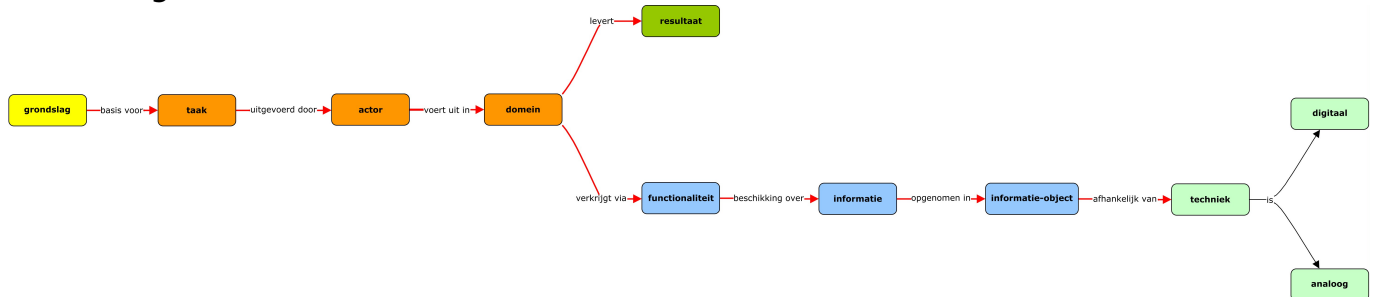 levert
resultaat
grondslag
basis voor
taak
uitgevoerd door
actor
voert uit in
domein
digitaal
verkrijgt via
functionaliteit
beschikking over
informatie
opgenomen in
informatie-object
afhankelijk van
techniek
is
analoog